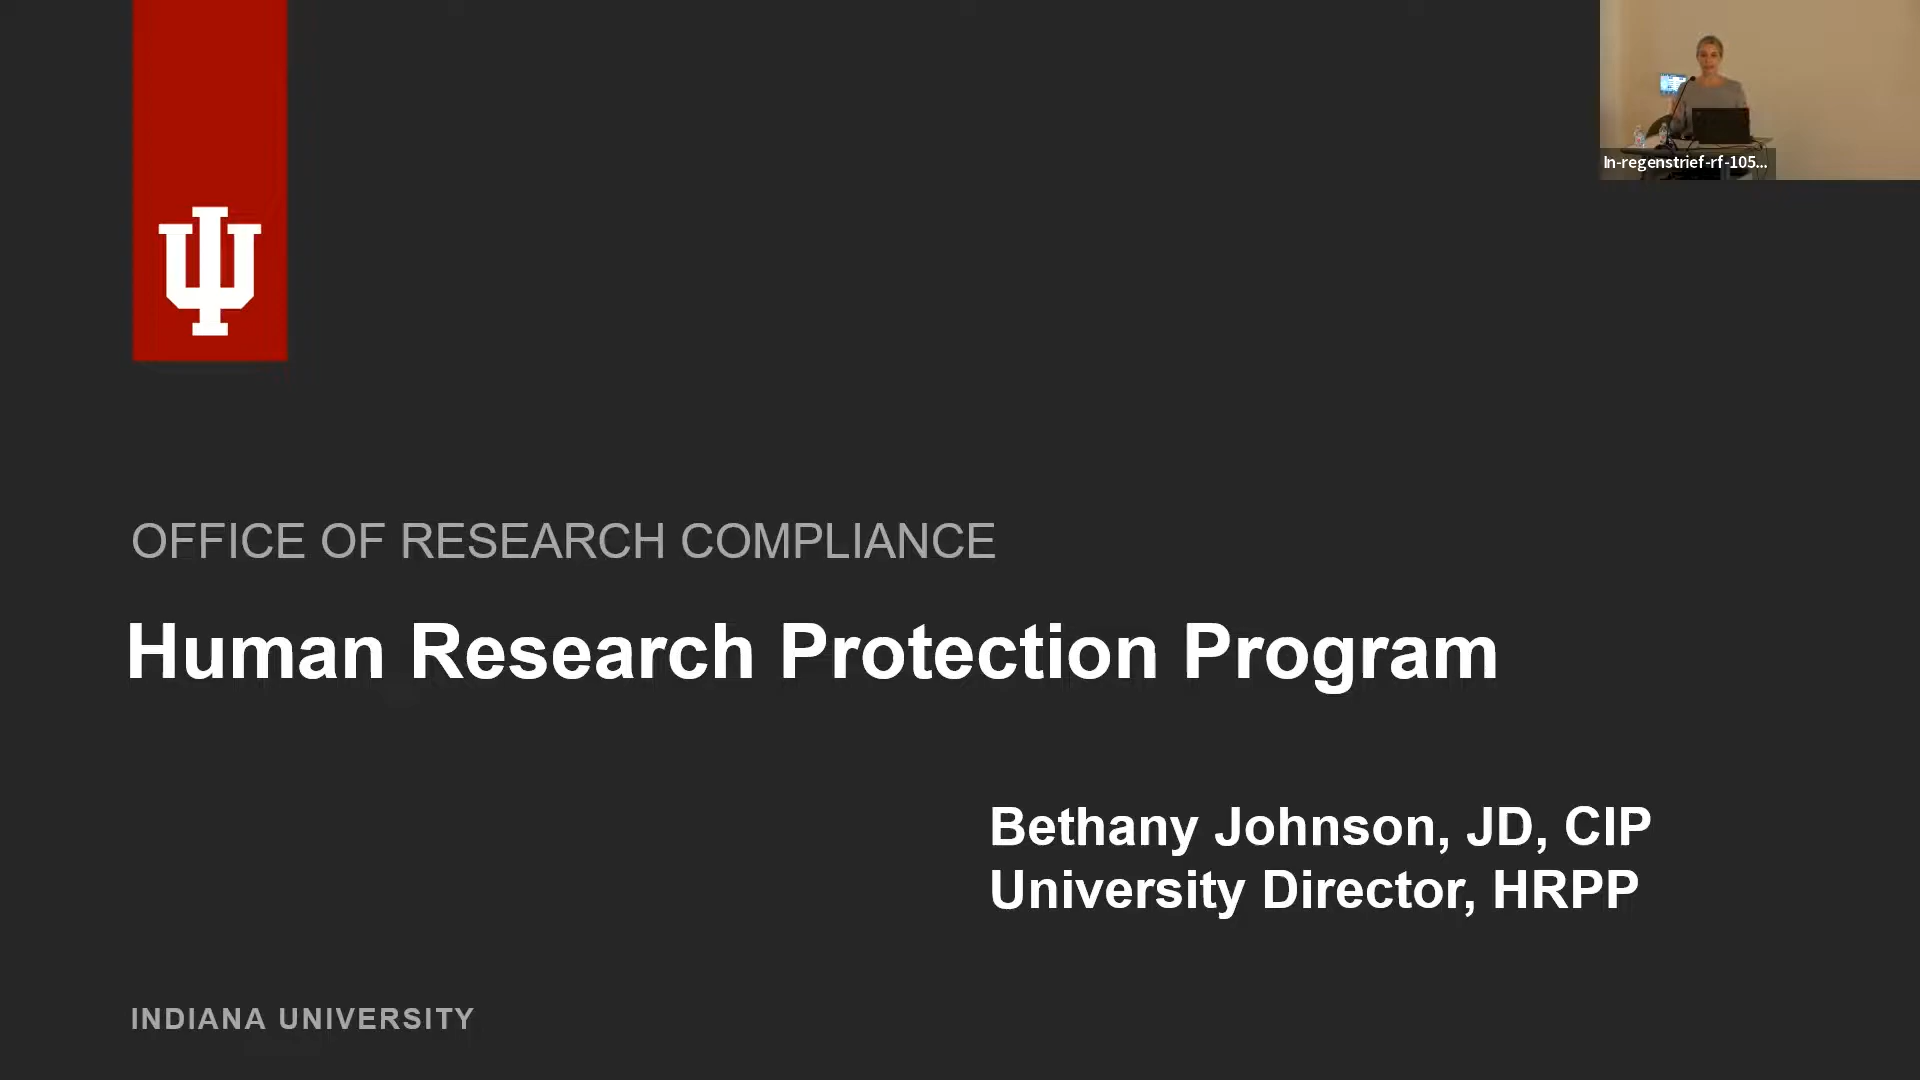 In-regenstrief-rf-105...
OFFICE OF RESEARCH COMPLIANCE
Human Research Protection Program
Bethany Johnson, JD, CIP
University Director, HRPP
INDIANA UNIVERSITY